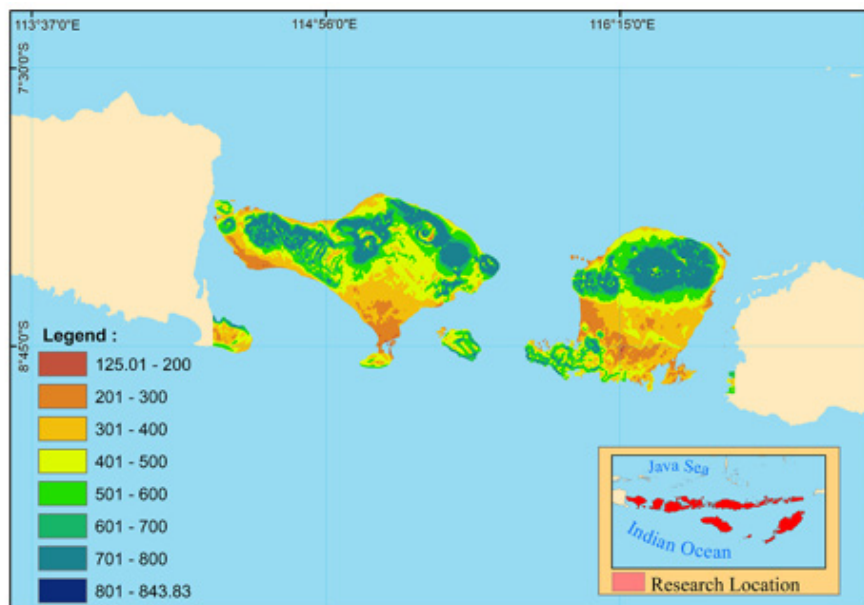 113°37'0"E 114°56'0"E 116°15'0"E
7°30'0"S
8°45'0"S
Legend :
125.01 - 200
201 - 300
301 - 400
401 - 500
501 - 600
601 - 700
701 - 800
801 - 843.83
Java Sea
Indian Ocean
Research Location